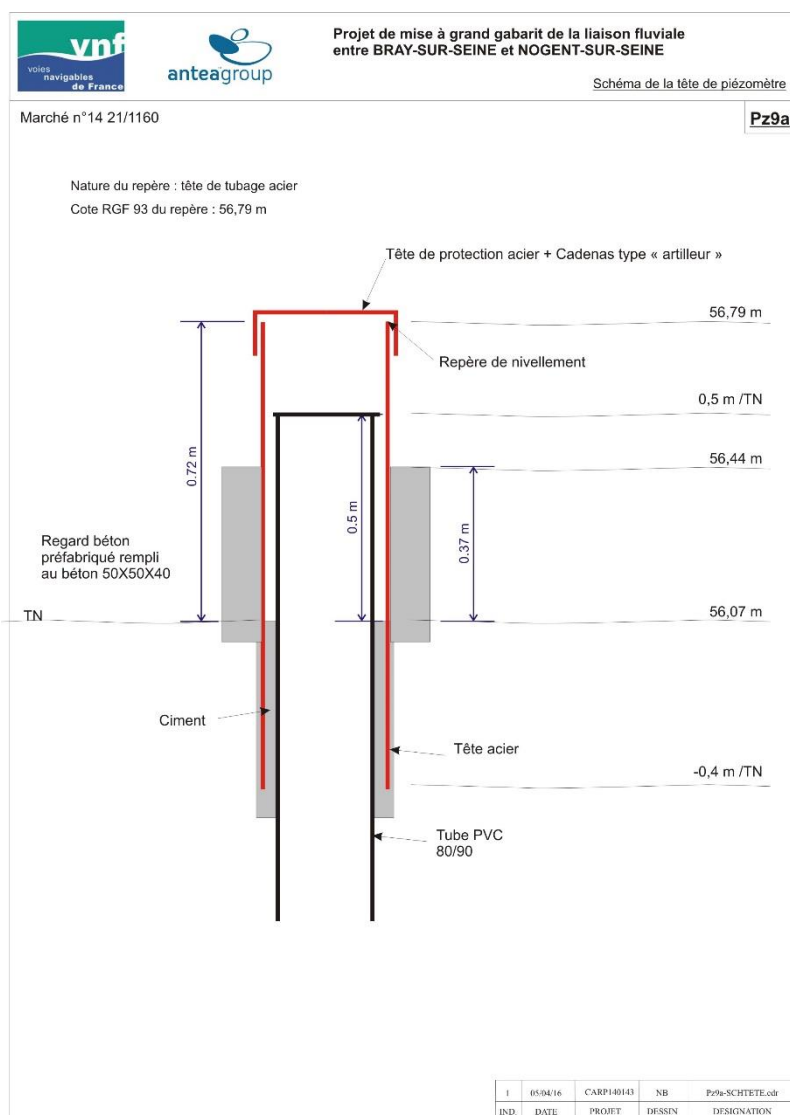 vnf
voies
navigables
de France
anteagroup
Projet de mise à grand gabarit de la liaison fluviale
entre BRAY-SUR-SEINE et NOGENT-SUR-SEINE
Schéma de la tête de piézomètre
Marché n°14 21/1160
Pz9a
Nature du repère : tête de tubage acier
Cote RGF 93 du repère : 56,79 m
Tête de protection acier + Cadenas type « artilleur »
56,79 m
Repère de nivellement
0,5 m /TN
56,44 m
0.72 m
0.5 m
0.37 m
Regard béton
préfabriqué rempli
au béton 50X50X40
TN
56,07 m
Ciment
Tête acier
-0,4 m /TN
Tube PVC
80/90
1 05/04/16 CARP140143 NB Pz9a-SCHTETE.cdr
IND. DATE PROJET DESSIN DESIGNATION